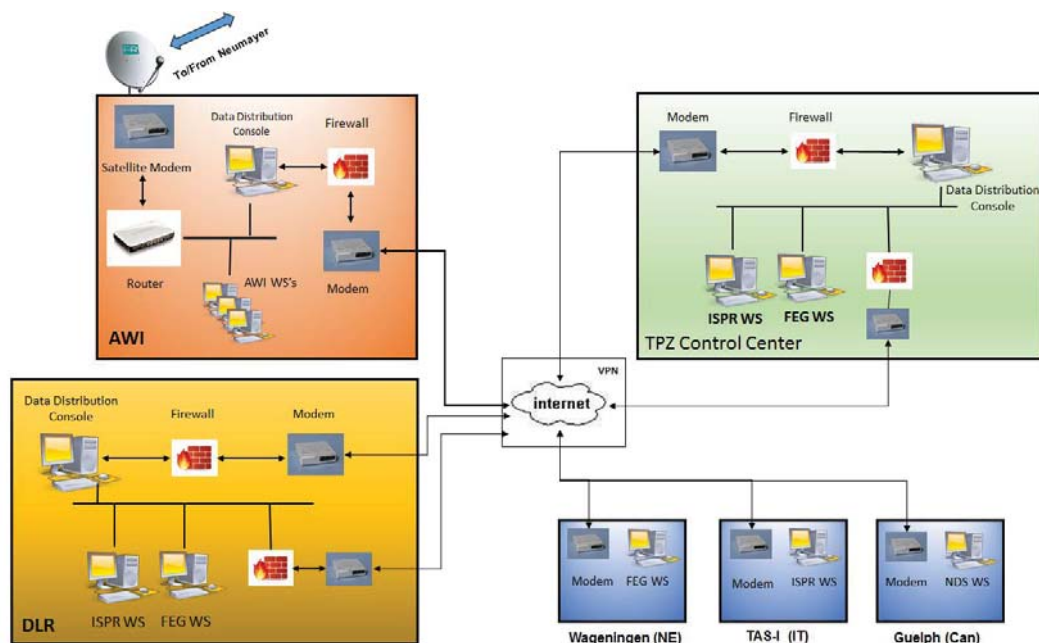 To/From Neumayer
Data Distribution
Console
Firewall
Satellite Modem
Router
AWI WS's
Modem
AWI
Modem
Firewall
Data Distribution
Console
ISPR WS
FEG WS
TPZ Control Center
VPN
internet
Data Distribution
Console
Firewall
Modem
ISPR WS
FEG WS
DLR
Modem
FEG WS
Wageningen (NE)
Modem
ISPR WS
TAS-I (IT)
Modem
NDS WS
Guelph (Can)